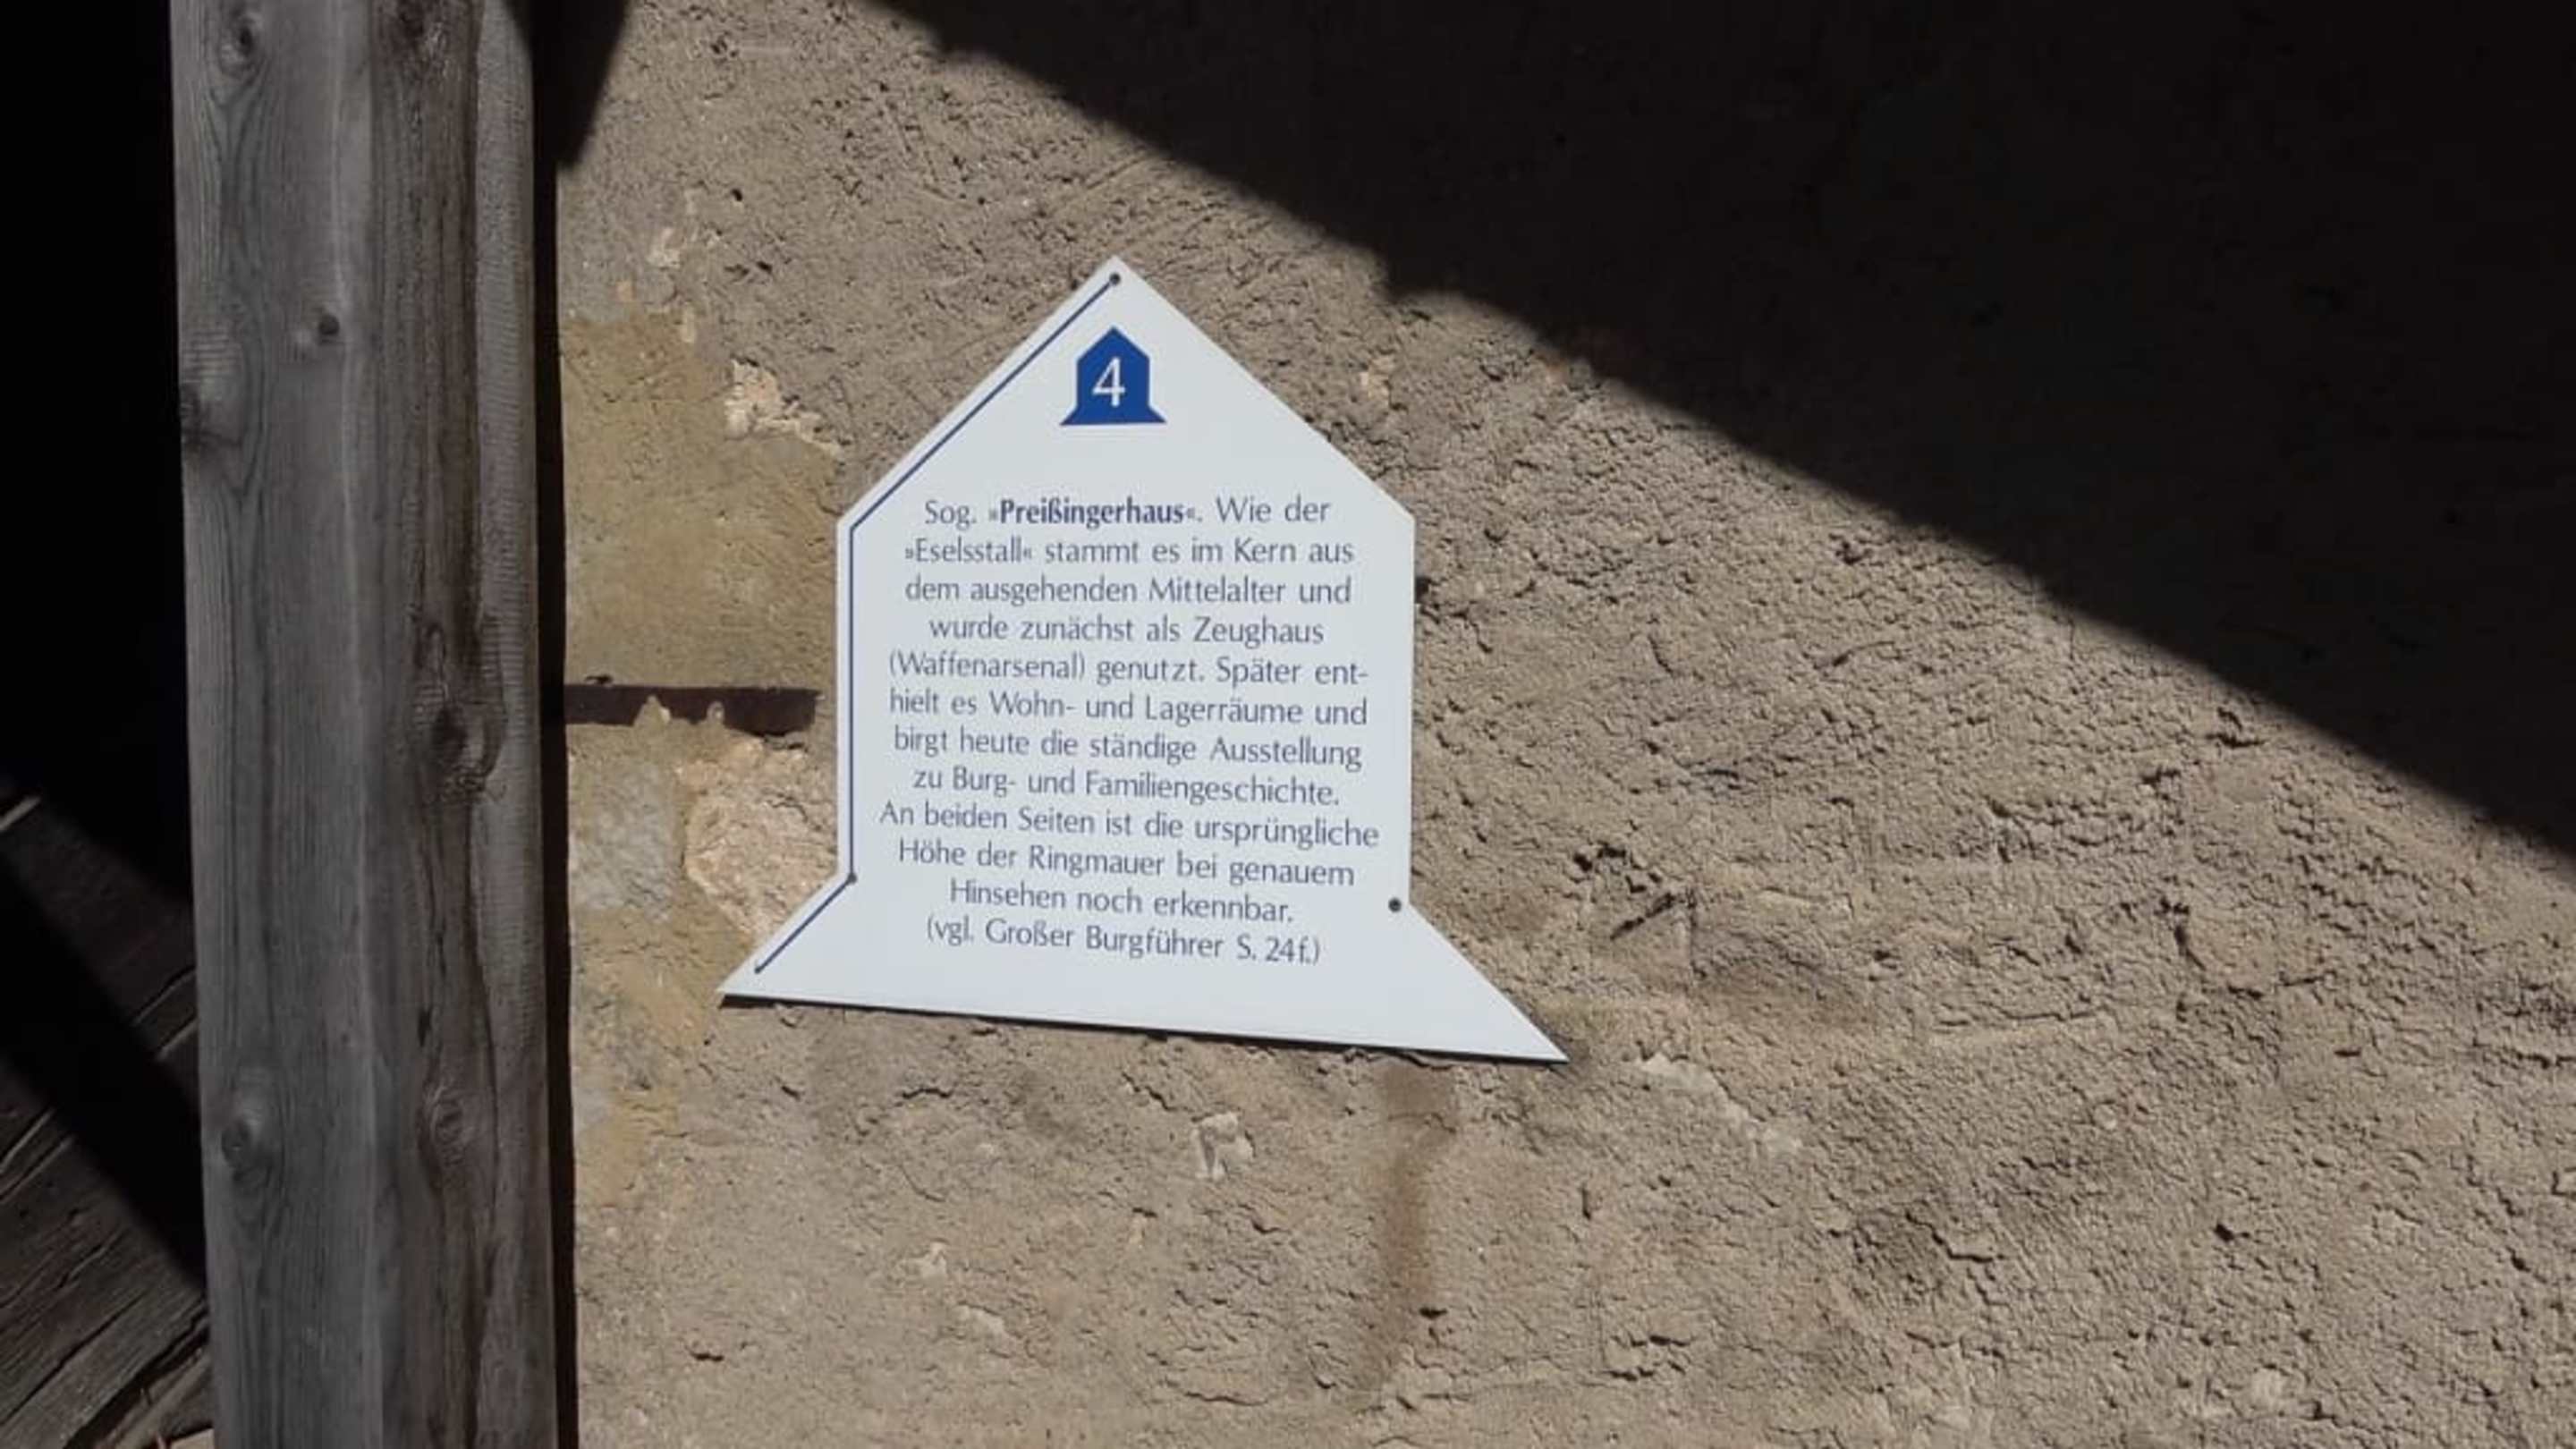 4
Sog. »Preißingerhaus«. Wie der
»Eselsstall« stammt es im Kern aus
dem ausgehenden Mittelalter und
wurde zunächst als Zeughaus
(Waffenarsenal) genutzt. Später ent-
hielt es Wohn- und Lagerräume und
birgt heute die ständige Ausstellung
zu Burg- und Familiengeschichte.
An beiden Seiten ist die ursprüngliche
Höhe der Ringmauer bei genauem
Hinsehen noch erkennbar.
(vgl. Großer Burgführer S. 24f.)